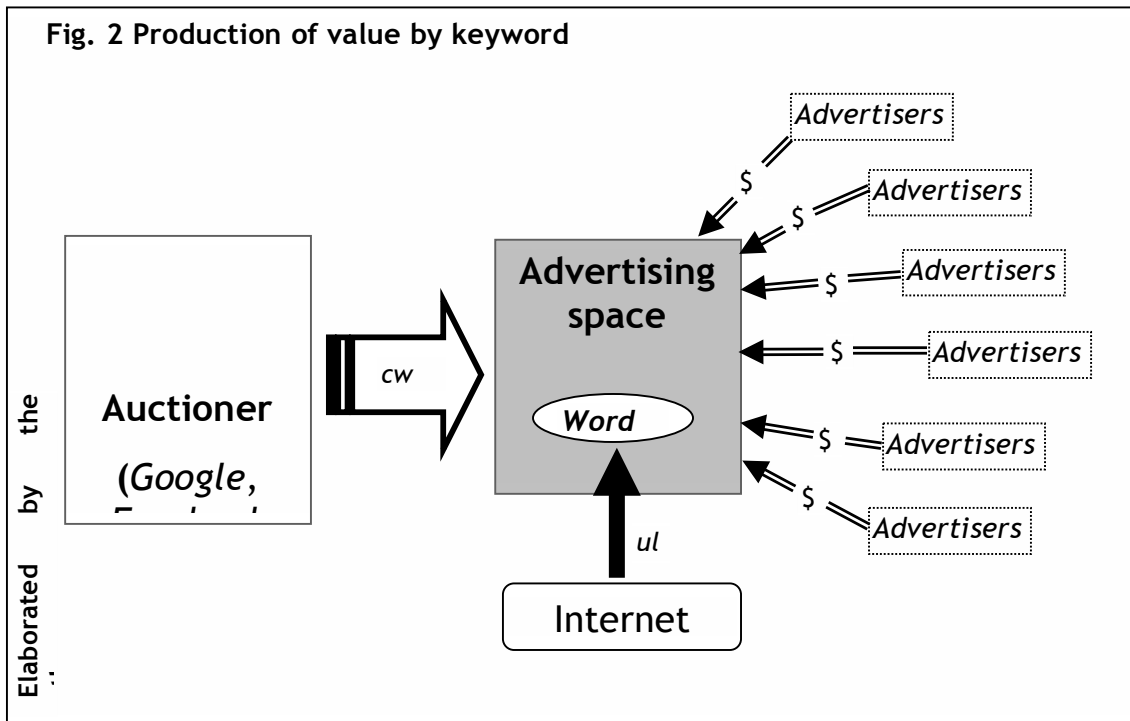 Fig. 2 Production of value by keyword
Advertisers
$
Advertisers
$
Advertising
space
Advertisers
$
cw
Advertisers
$
Auctioner
(Google,
Word
Advertisers
$
Advertisers
$
ul
Internet
Elaborated by the